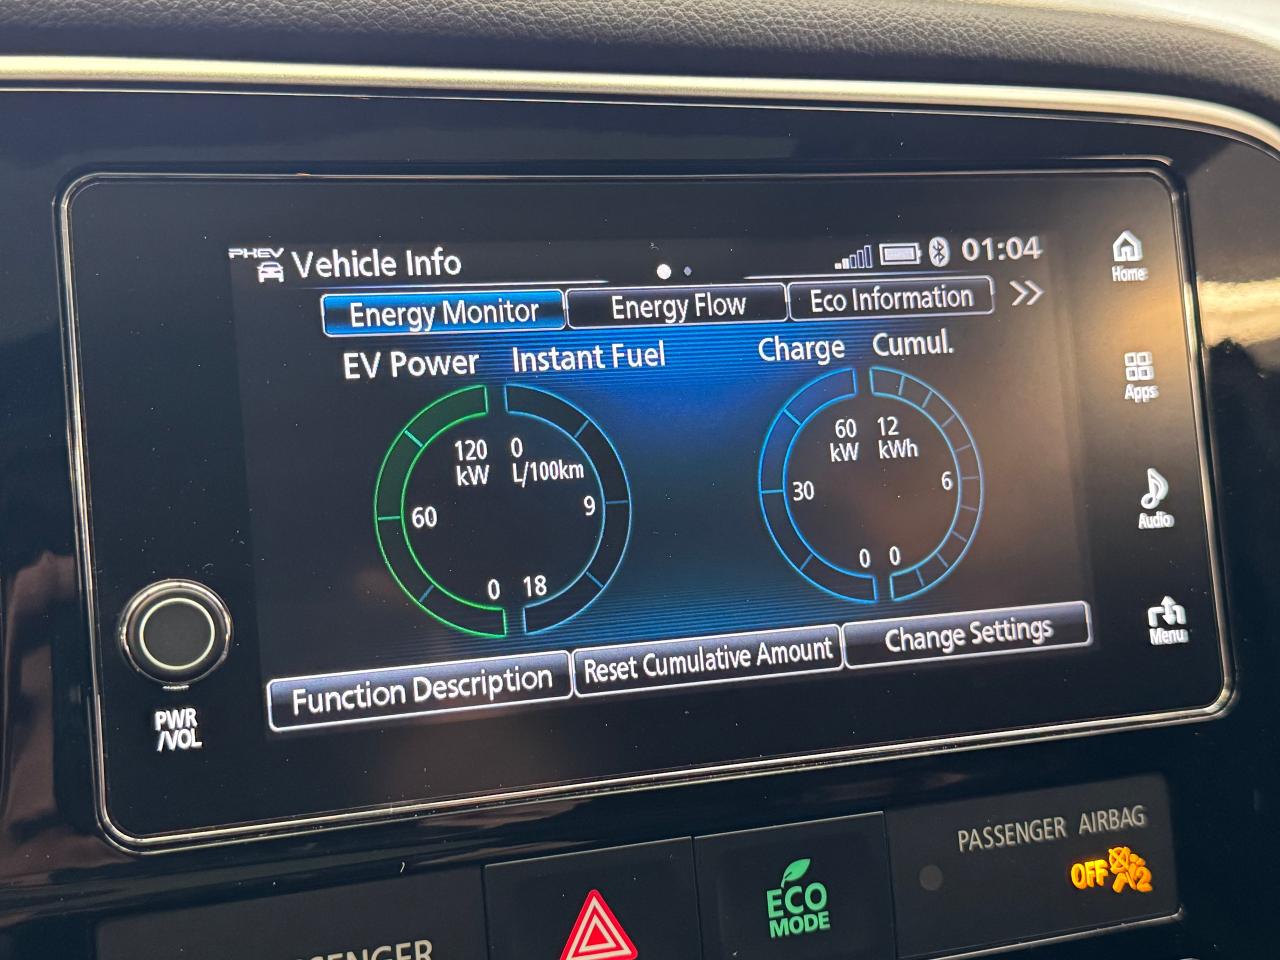 PHEV Vehicle Info 01:04
Energy Monitor Energy Flow Eco Information
EV Power Instant Fuel Charge Cumul.
120 0 60 12
kW L/100km kW kWh
60 9 30 6
0 18 0 0
Function Description Reset Cumulative Amount Change Settings
Home
Apps
Audio
Menu
PWR
/VOL
PASSENGER AIRBAG
OFF 2
ECO
MODE